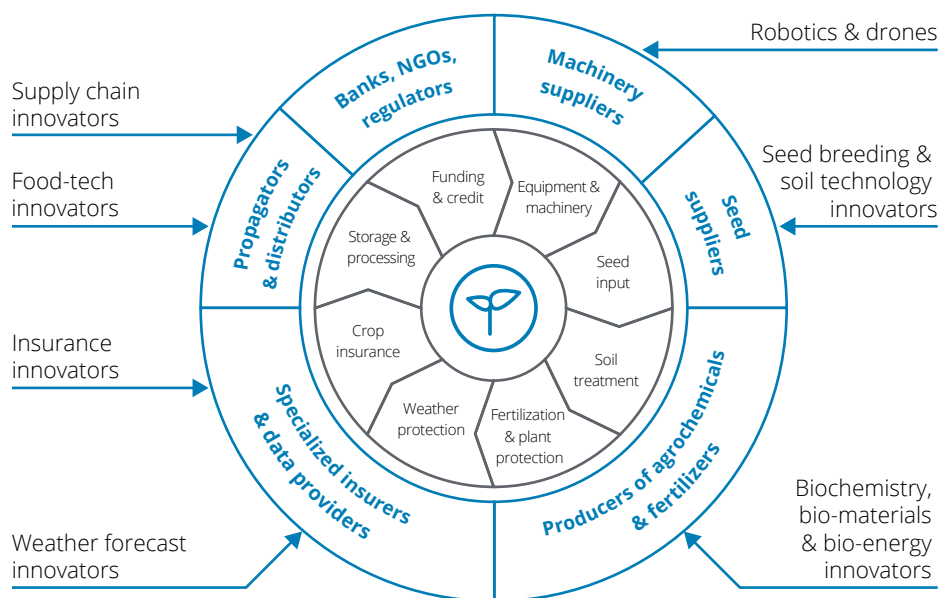 Robotics & drones
Supply chain
innovators
Food-tech
innovators
Insurance
innovators
Weather forecast
innovators
Seed breeding &
soil technology
innovators
Biochemistry,
bio-materials
& bio-energy
innovators
Banks, NGOs,
regulators
Machinery
suppliers
Seed
suppliers
Producers of agrochemicals
& fertilizers
Specialized insurers
& data providers
Propagators
& distributors
Funding
& credit
Equipment &
machinery
Seed
input
Soil
treatment
Fertilization
& plant
protection
Weather
protection
Crop
insurance
Storage &
processing